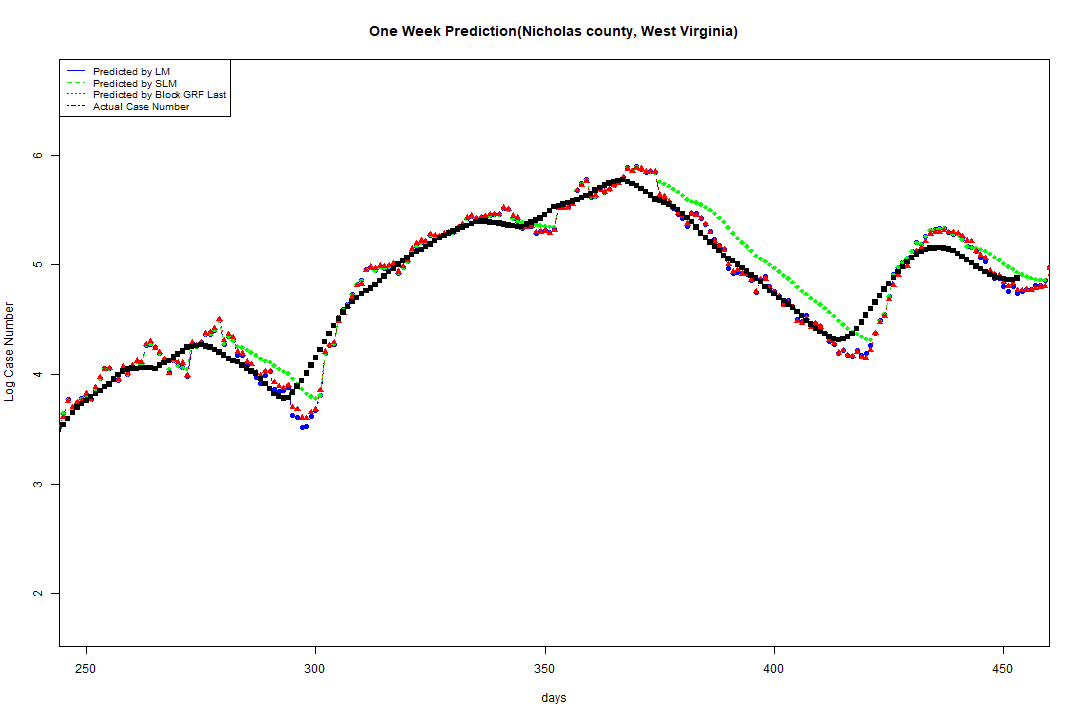 One Week Prediction(Nicholas county, West Virginia)
Predicted by LM
Predicted by SLM
Predicted by Block GRF Last
Actual Case Number
6
5
4
3
2
Log Case Number
250 300 350 400 450
days